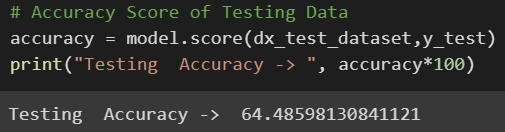 # Accuracy Score of Testing Data
accuracy = model.score(dx_test_dataset,y_test)
print("Testing  Accuracy -> ", accuracy*100)
Testing  Accuracy ->  64.48598130841121